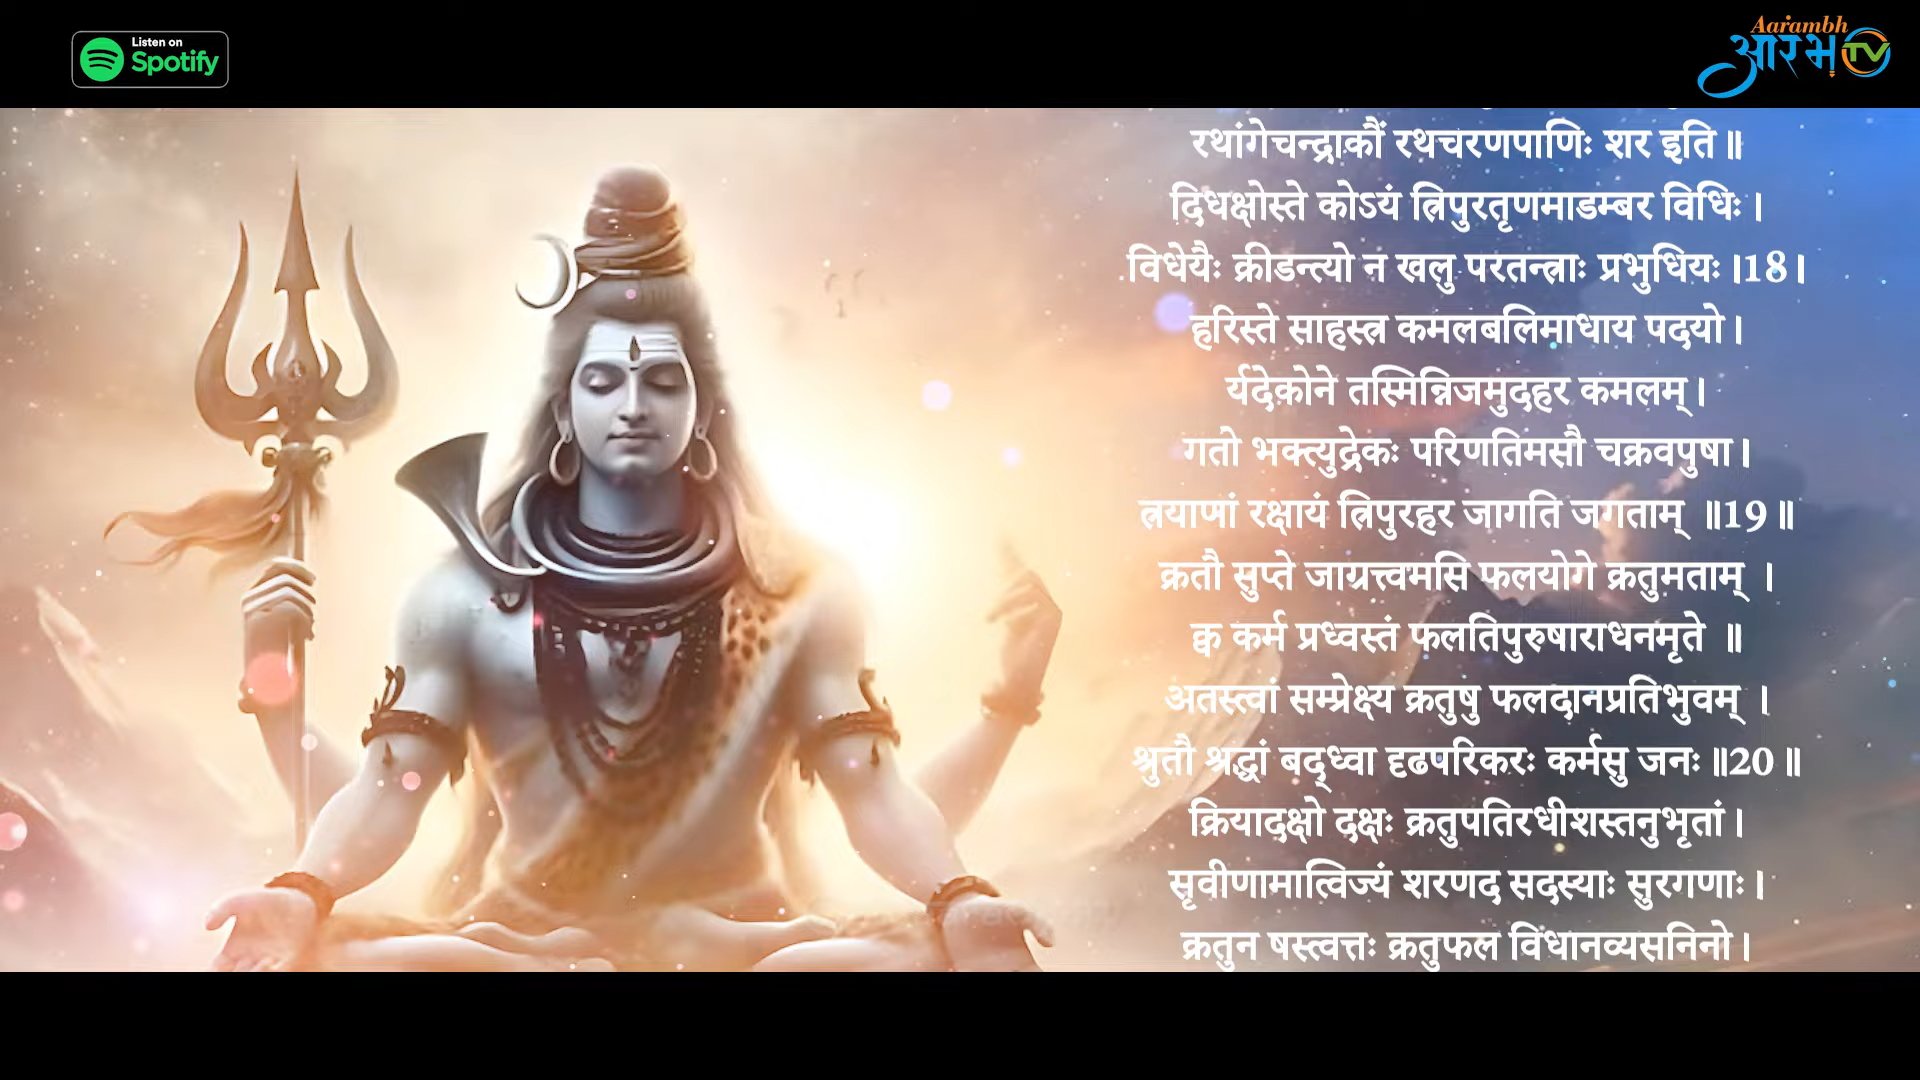 Listen on
Spotify
Aarambh
आरंभ TV
रथांगेचन्द्रार्कौ रथचरणपाणिः शर इति॥
दिधक्षोस्ते कोऽयं त्रिपुरतृणमाडम्बर विधिः।
विधेयैः क्रीडन्त्यो न खलु परतन्त्राः प्रभुधियः।18।
हरिस्ते साहस्त्र कमलबलिमाधाय पदयो।
र्यदेकोने तस्मिन्निजमुदहर कमलम्।
गतो भक्त्युद्रेकः परिणतिमसौ चक्रवपुषा।
त्रयाणां रक्षायं त्रिपुरहर जागति जगताम् ॥19॥
क्रतौ सुप्ते जाग्रत्त्वमसि फलयोगे क्रतुमताम् ।
क्व कर्म प्रध्वस्तं फलतिपुरुषाराधनमृते ॥
अतस्त्वां सम्प्रेक्ष्य क्रतुषु फलदानप्रतिभुवम् ।
श्रुतौ श्रद्धां बद्ध्वा दृढपरिकरः कर्मसु जनः॥20॥
क्रियादक्षो दक्षः क्रतुपतिरधीशस्तनुभृतां।
सृवीणामात्विज्यं शरणद सदस्याः सुरगणाः।
क्रतुन षस्त्वत्तः क्रतुफल विधानव्यसनिनो।